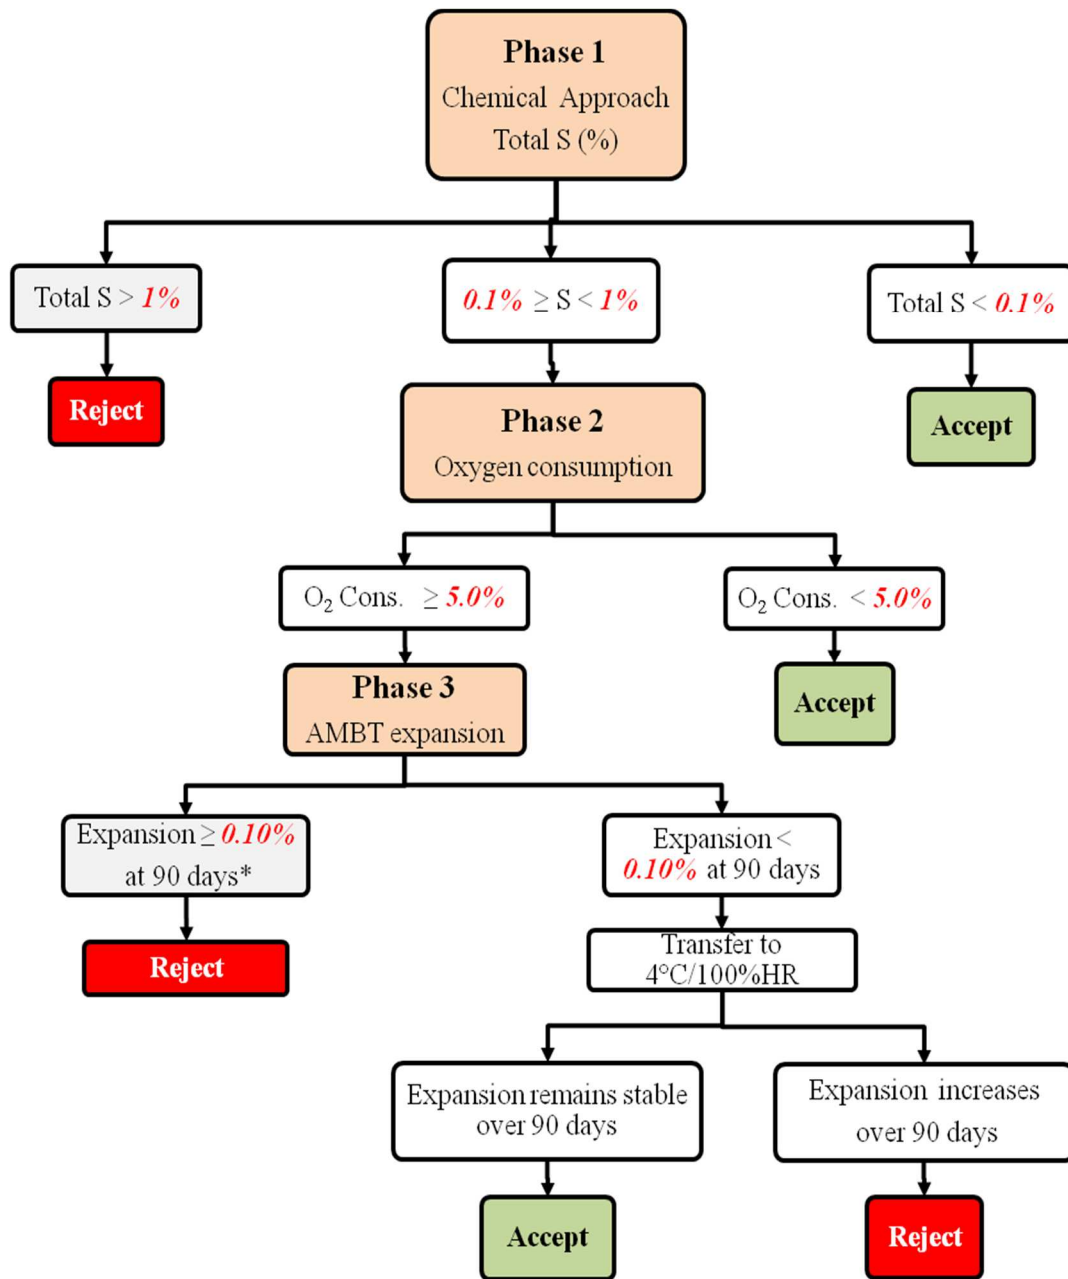 Phase 1
Chemical Approach
Total S (%)
Total S > 1%
0.1% ≥ S < 1%
Total S < 0.1%
Reject
Accept
Phase 2
Oxygen consumption
O₂ Cons. ≥ 5.0%
O₂ Cons. < 5.0%
Accept
Phase 3
AMBT expansion
Expansion ≥ 0.10%
at 90 days*
Expansion <
0.10% at 90 days
Reject
Transfer to
4°C/100%HR
Expansion remains stable
over 90 days
Expansion increases
over 90 days
Accept
Reject